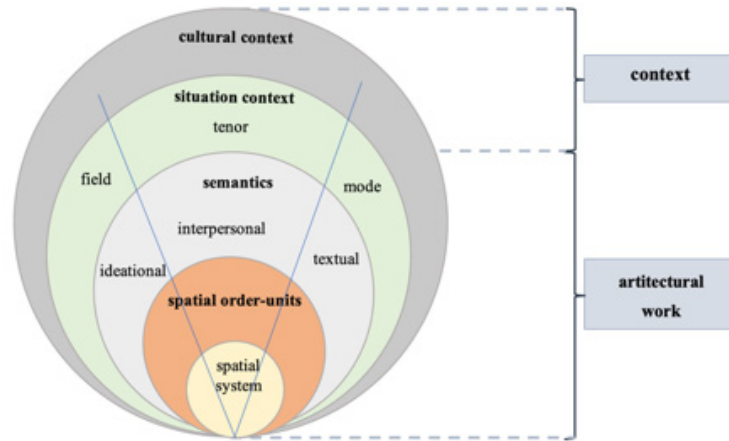 cultural context
situation context
tenor
field
mode
semantics
interpersonal
ideational
textual
spatial order-units
spatial
system
context
artitectural
work